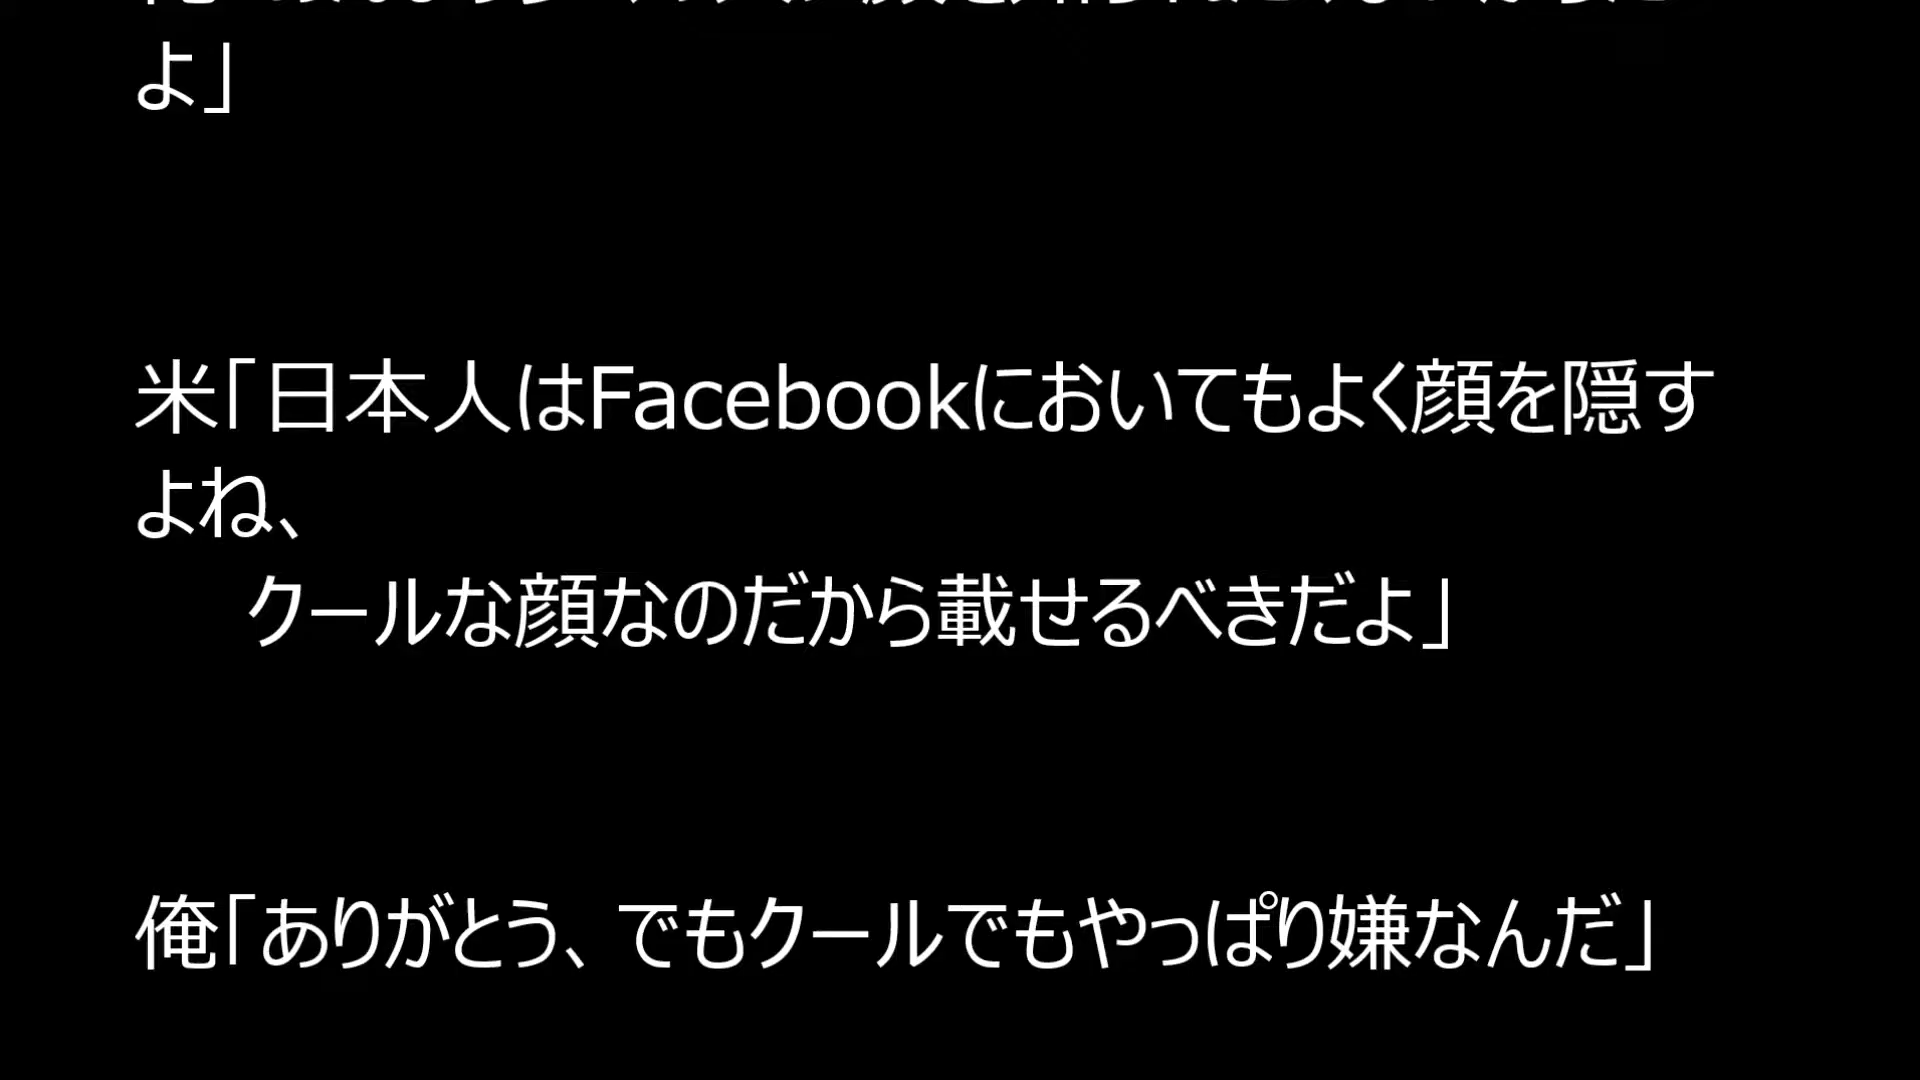 よ」
米「日本人はFacebookにおいてもよく顔を隠す
よね、
クールな顔なのだから載せるべきだよ」
俺「ありがとう、でもクールでもやっぱり嫌なんだ」